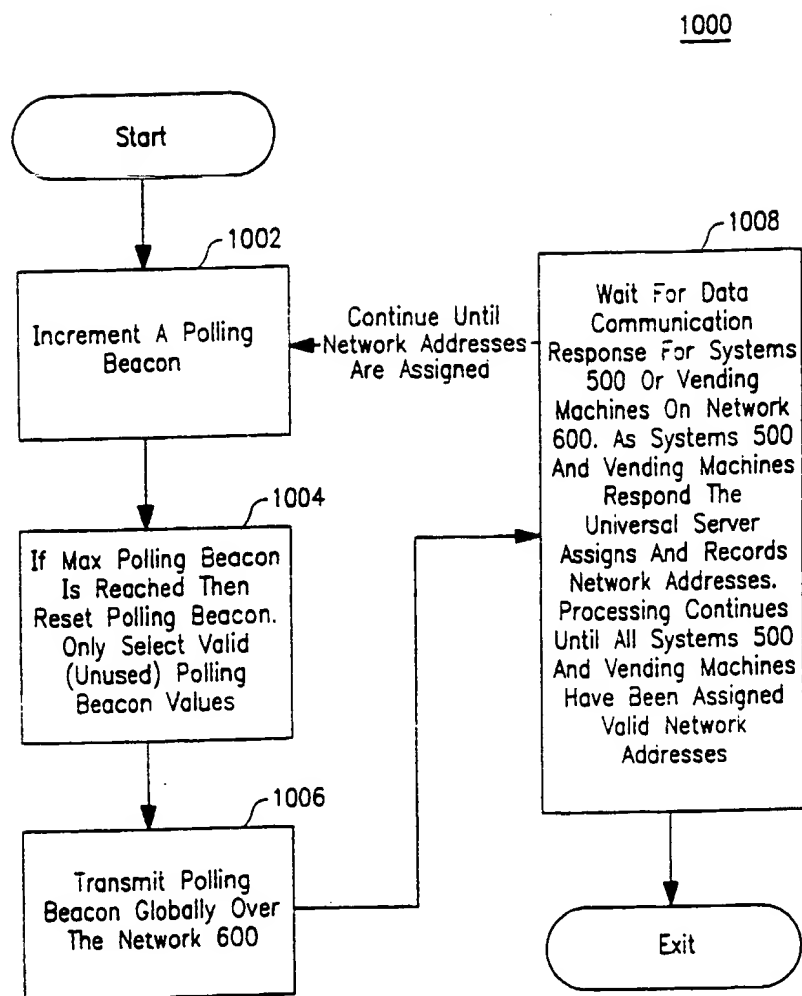 1000
Start
1002
Increment A Polling
Beacon
Continue Until
Network Addresses
Are Assigned
1004
If Max Polling Beacon
Is Reached Then
Reset Polling Beacon.
Only Select Valid
(Unused) Polling
Beacon Values
1006
Transmit Polling
Beacon Globally Over
The Network 600
1008
Wait For Data
Communication
Response For Systems
500 Or Vending
Machines On Network
600. As Systems 500
And Vending Machines
Respond The
Universal Server
Assigns And Records
Network Addresses.
Processing Continues
Until All Systems 500
And Vending Machines
Have Been Assigned
Valid Network
Addresses
Exit